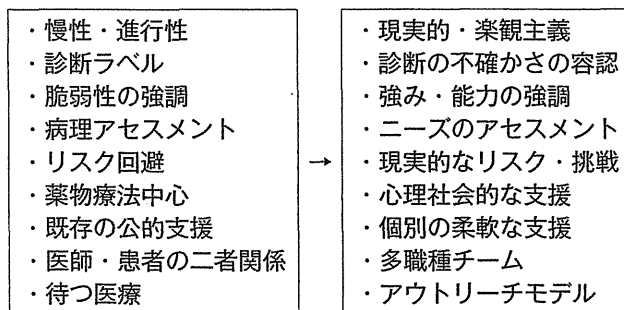 ・慢性・進行性
・診断ラベル
・脆弱性の強調
・病理アセスメント
・リスク回避
・薬物療法中心
・既存の公的支援
・医師・患者の二者関係
・待つ医療
→
・現実的・楽観主義
・診断の不確かさの容認
・強み・能力の強調
・ニーズのアセスメント
・現実的なリスク・挑戦
・心理社会的な支援
・個別の柔軟な支援
・多職種チーム
・アウトリーチモデル